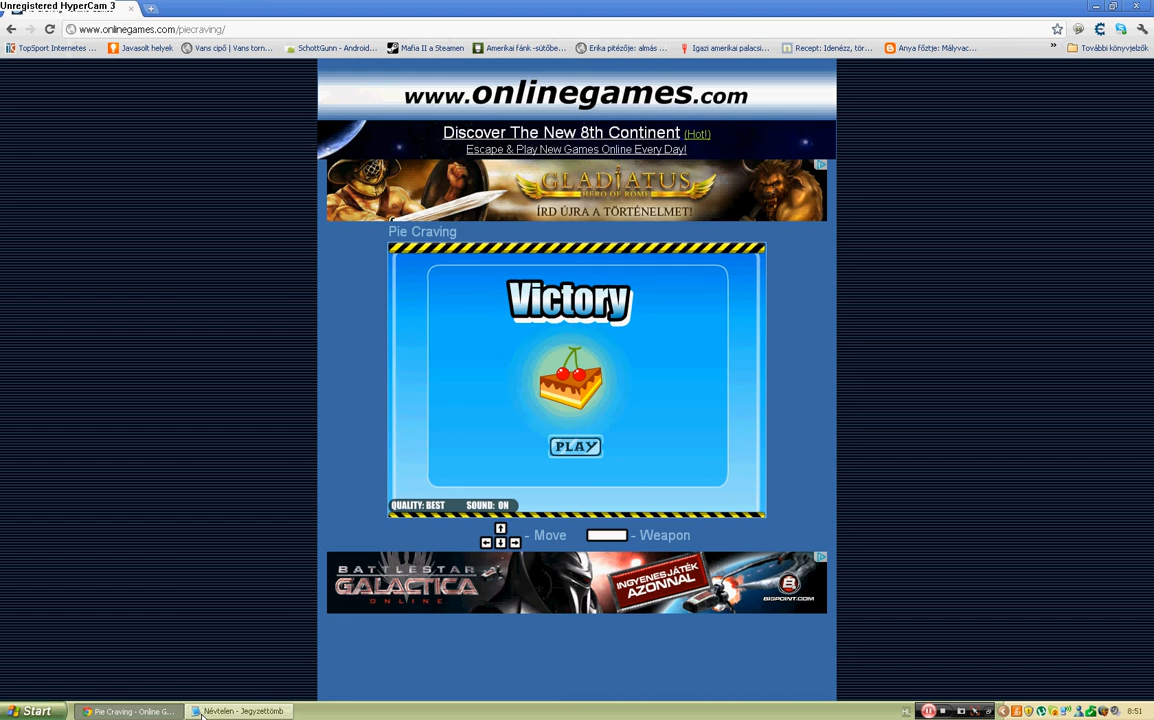 Unregistered HyperCam 3
www.onlinegames.com/piecraving/
TopSport Internetes ...
Javasolt helyek
Vans cipő | Vans torn...
SchottGunn - Android...
Mafia II a Steamen
Amerikai fánk -sütőbe...
Erika pitézője: almás ...
Igazi amerikai palacsi...
Recept: Idenézz, tör...
Anya főztje: Mályvac...
»
További könyvjelzők
www.onlinegames.com
Discover The New 8th Continent (Hot!)
Escape & Play New Games Online Every Day!
GLADIATUS
HERO OF ROME
ÍRD ÚJRA A TÖRTÉNELMET!
Pie Craving
Victory
PLAY
QUALITY: BEST SOUND: ON
- Move - Weapon
BATTLESTAR
GALACTICA
ONLINE
INGYENES JÁTÉK
AZONNAL
BIGPOINT.COM
Start
Pie Craving - Online G...
Névtelen - Jegyzettömb
8:51